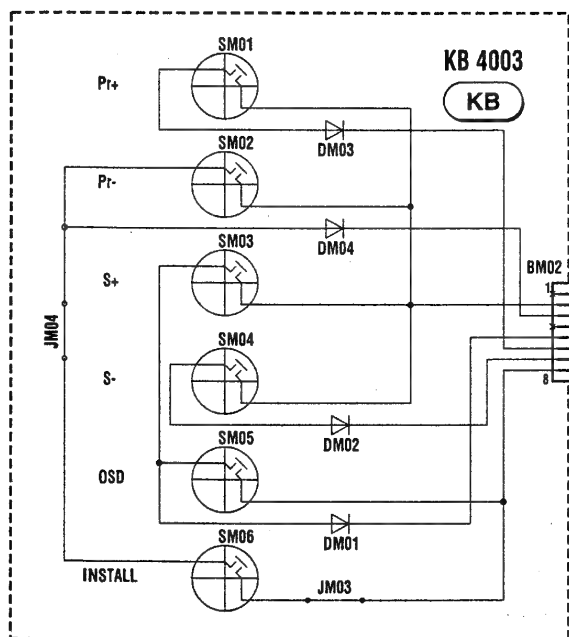 SM01
KB 4003
Pr+
KB
DM03
SM02
Pr-
DM04
SM03
BM02
S+
1
JM04
SM04
S-
8
DM02
SM05
OSD
DM01
SM06
INSTALL
JM03